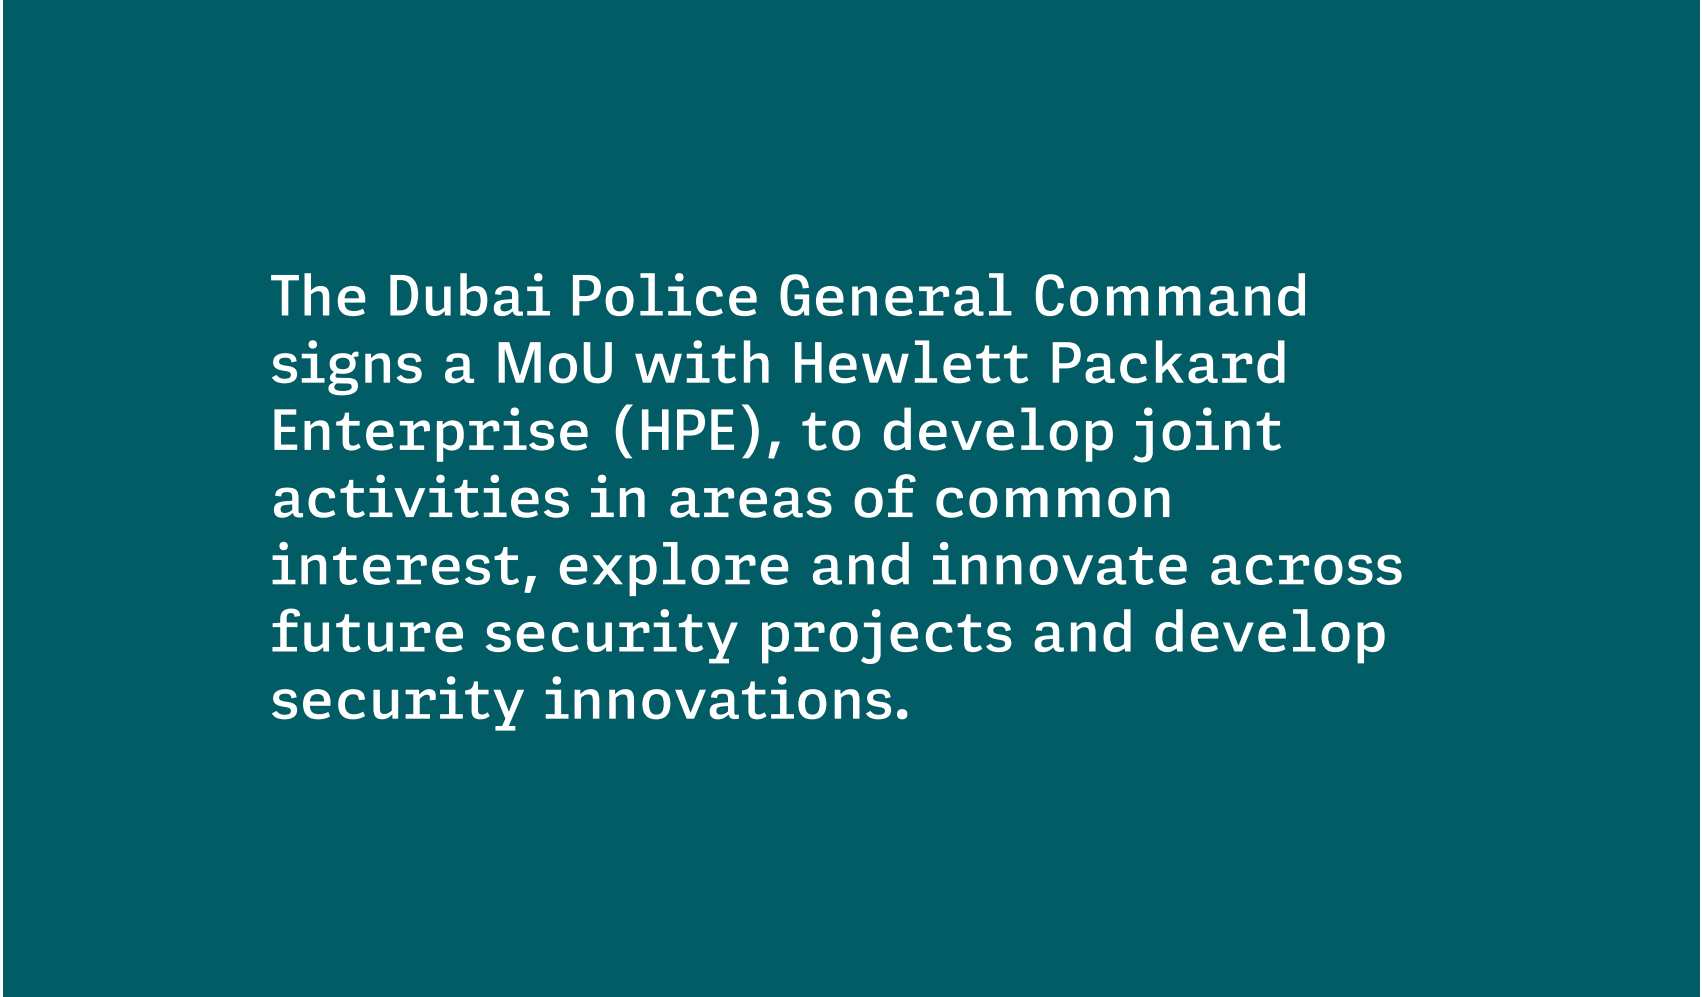 The Dubai Police General Command
signs a MoU with Hewlett Packard
Enterprise (HPE), to develop joint
activities in areas of common
interest, explore and innovate across
future security projects and develop
security innovations.